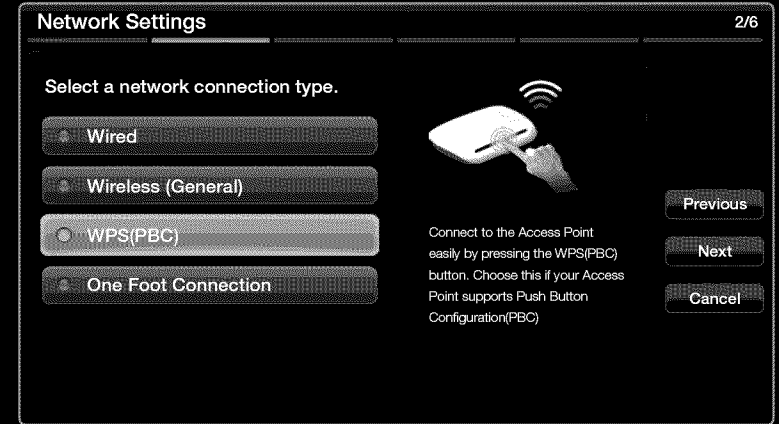 Network Settings
2/6
Select a network connection type.
Wired
Wireless (General)
WPS(PBC)
One Foot Connection
Connect to the Access Point
easily by pressing the WPS(PBC)
button. Choose this if your Access
Point supports Push Button
Configuration(PBC)
Previous
Next
Cancel